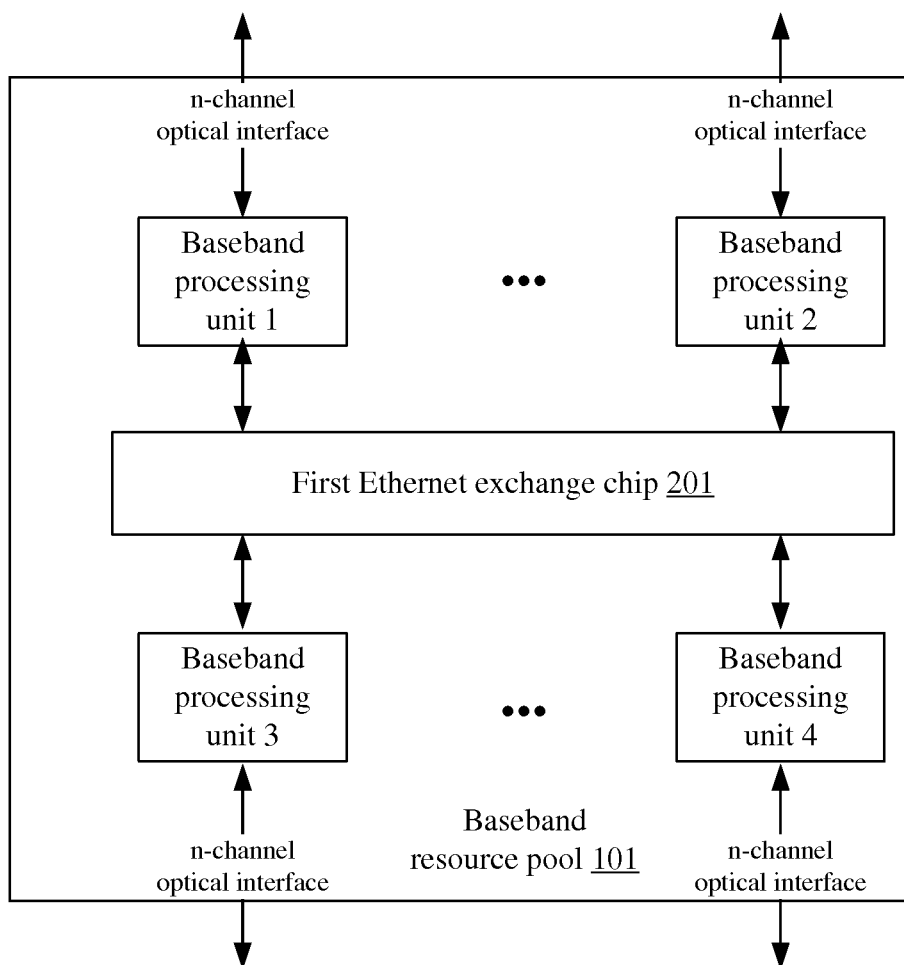 n-channel
optical interface
n-channel
optical interface
Baseband
processing
unit 1
•••
Baseband
processing
unit 2
First Ethernet exchange chip 201
Baseband
processing
unit 3
•••
Baseband
processing
unit 4
Baseband
resource pool 101
n-channel
optical interface
n-channel
optical interface